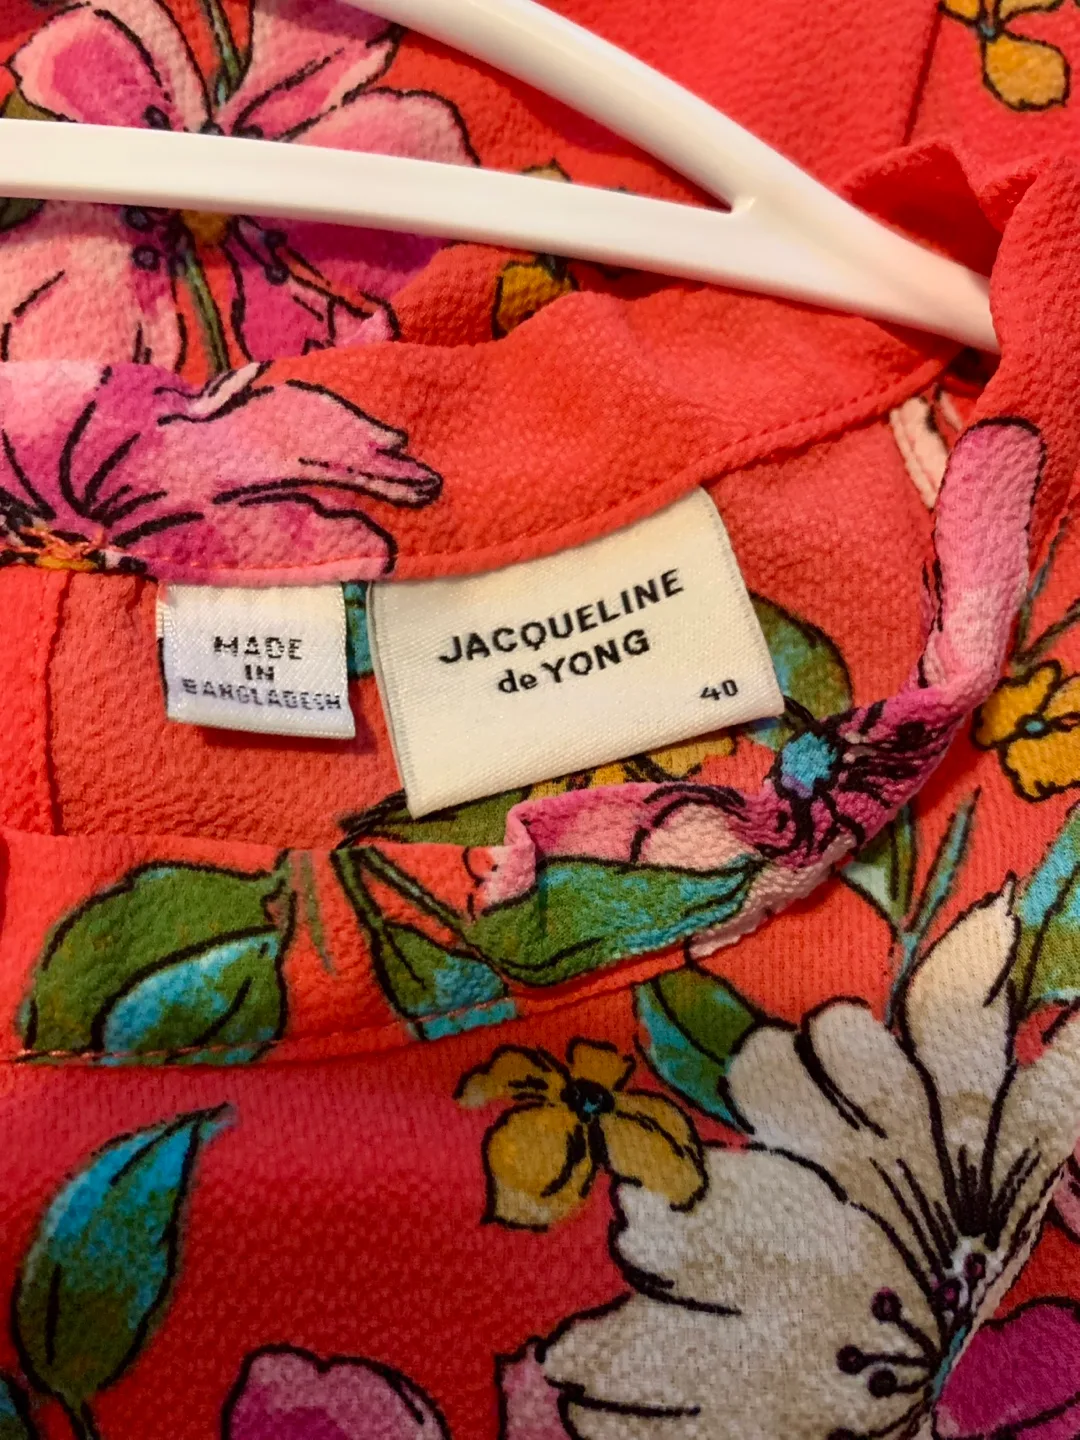 MADE
IN
BANGLADESH
JACQUELINE
de YONG
40